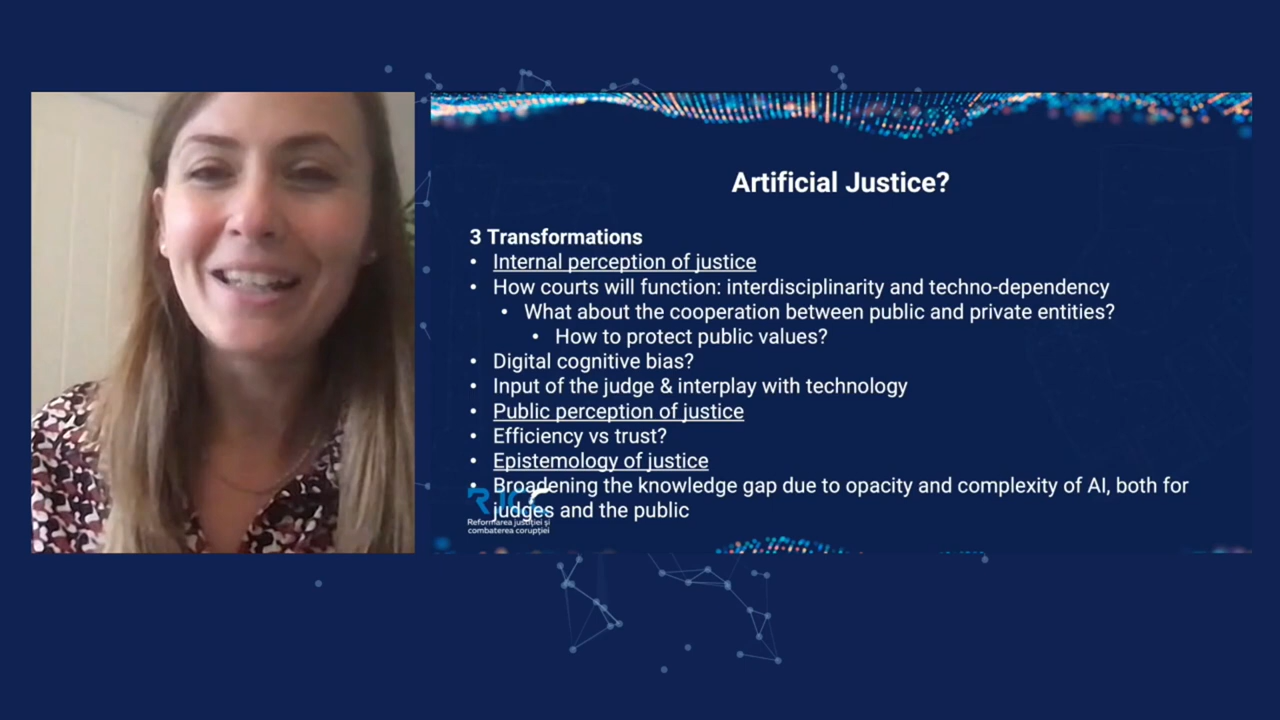 Artificial Justice?
3 Transformations
• Internal perception of justice
• How courts will function: interdisciplinarity and techno-dependency
• What about the cooperation between public and private entities?
• How to protect public values?
• Digital cognitive bias?
• Input of the judge & interplay with technology
• Public perception of justice
• Efficiency vs trust?
• Epistemology of justice
• Broadening the knowledge gap due to opacity and complexity of AI, both for
judges and the public
Reformarea justiției și
combaterea corupției